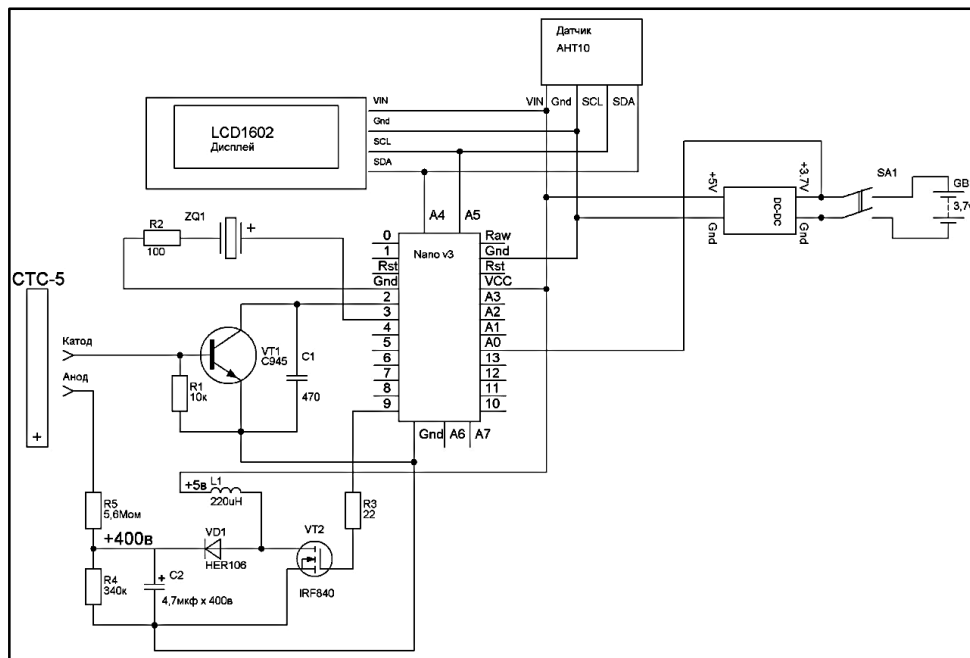 Датчик
AHT10
VIN
Gnd
SCL
SDA
VIN
Gnd
SCL
SDA
LCD1602
Дисплей
A4
A5
+5V
Gnd
DC-DC
+3.7V
Gnd
SA1
GB
3,7v
R2
100
ZQ1
+
Nano v3
0
1
Rst
Gnd
2
3
4
5
6
7
8
9
Raw
Gnd
Rst
VCC
A3
A2
A1
A0
13
12
11
10
Gnd
A6
A7
СТС-5
Катод
Анод
+
VT1
C945
C1
470
R1
10к
+5в
L1
220uH
R3
22
R5
5,6Мом
+400в
VD1
HER106
VT2
IRF840
R4
340к
+
C2
4,7мкф х 400в